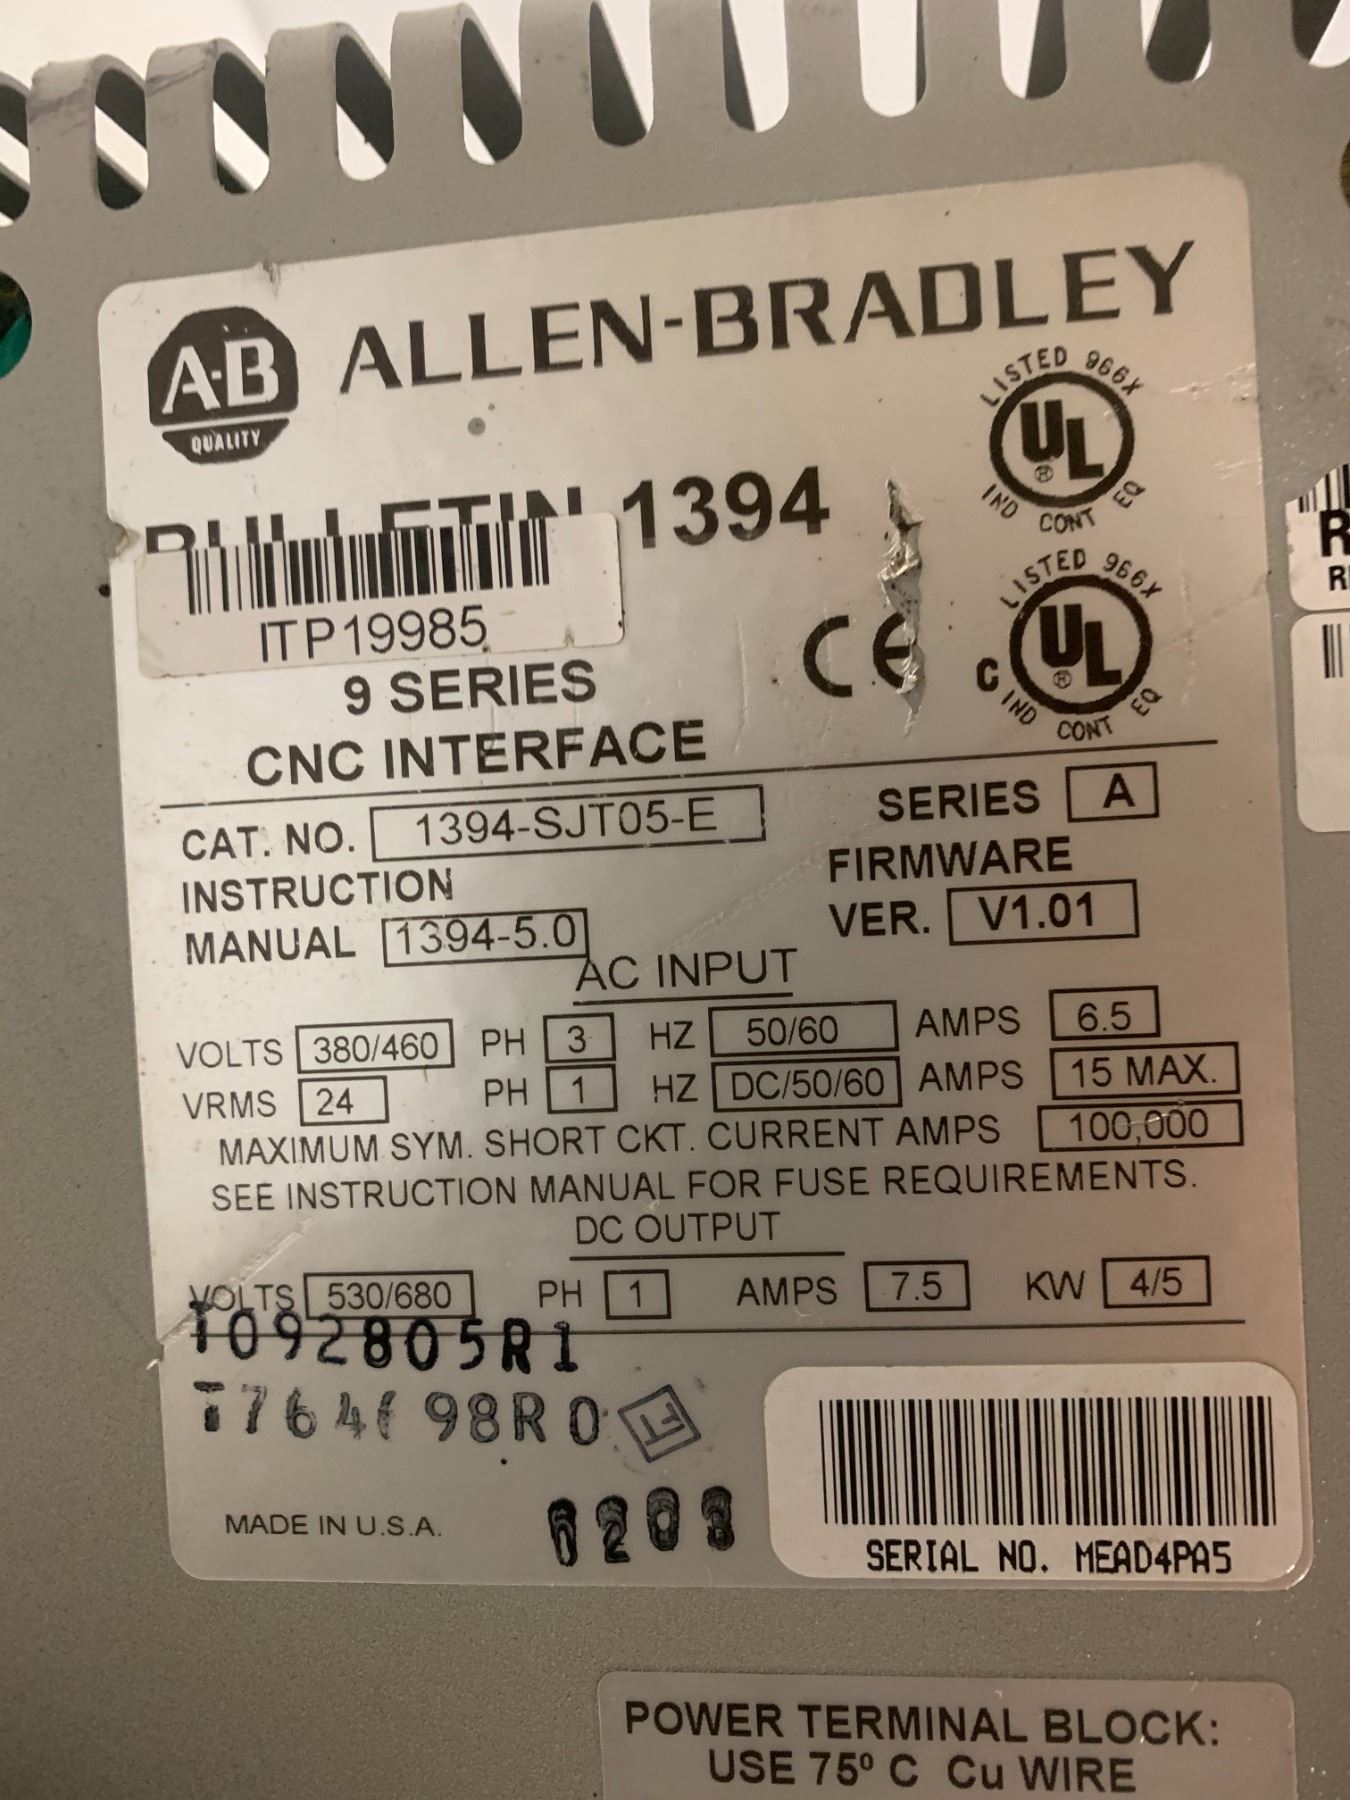 A-B
QUALITY
ALLEN-BRADLEY
LISTED 966X
UL
®
IND CONT EQ
BULLETIN 1394
ITP19985
CE
LISTED 966X
C UL
®
IND CONT EQ
9 SERIES
CNC INTERFACE
CAT. NO. 1394-SJT05-E SERIES A
INSTRUCTION
MANUAL 1394-5.0
FIRMWARE
VER. V1.01
AC INPUT
VOLTS 380/460 PH 3 HZ 50/60 AMPS 6.5
VRMS 24 PH 1 HZ DC/50/60 AMPS 15 MAX.
MAXIMUM SYM. SHORT CKT. CURRENT AMPS 100,000
SEE INSTRUCTION MANUAL FOR FUSE REQUIREMENTS.
DC OUTPUT
VOLTS 530/680 PH 1 AMPS 7.5 KW 4/5
T092805R1
MADE IN U.S.A.
SERIAL NO. MEAD4PA5
POWER TERMINAL BLOCK:
USE 75º C Cu WIRE